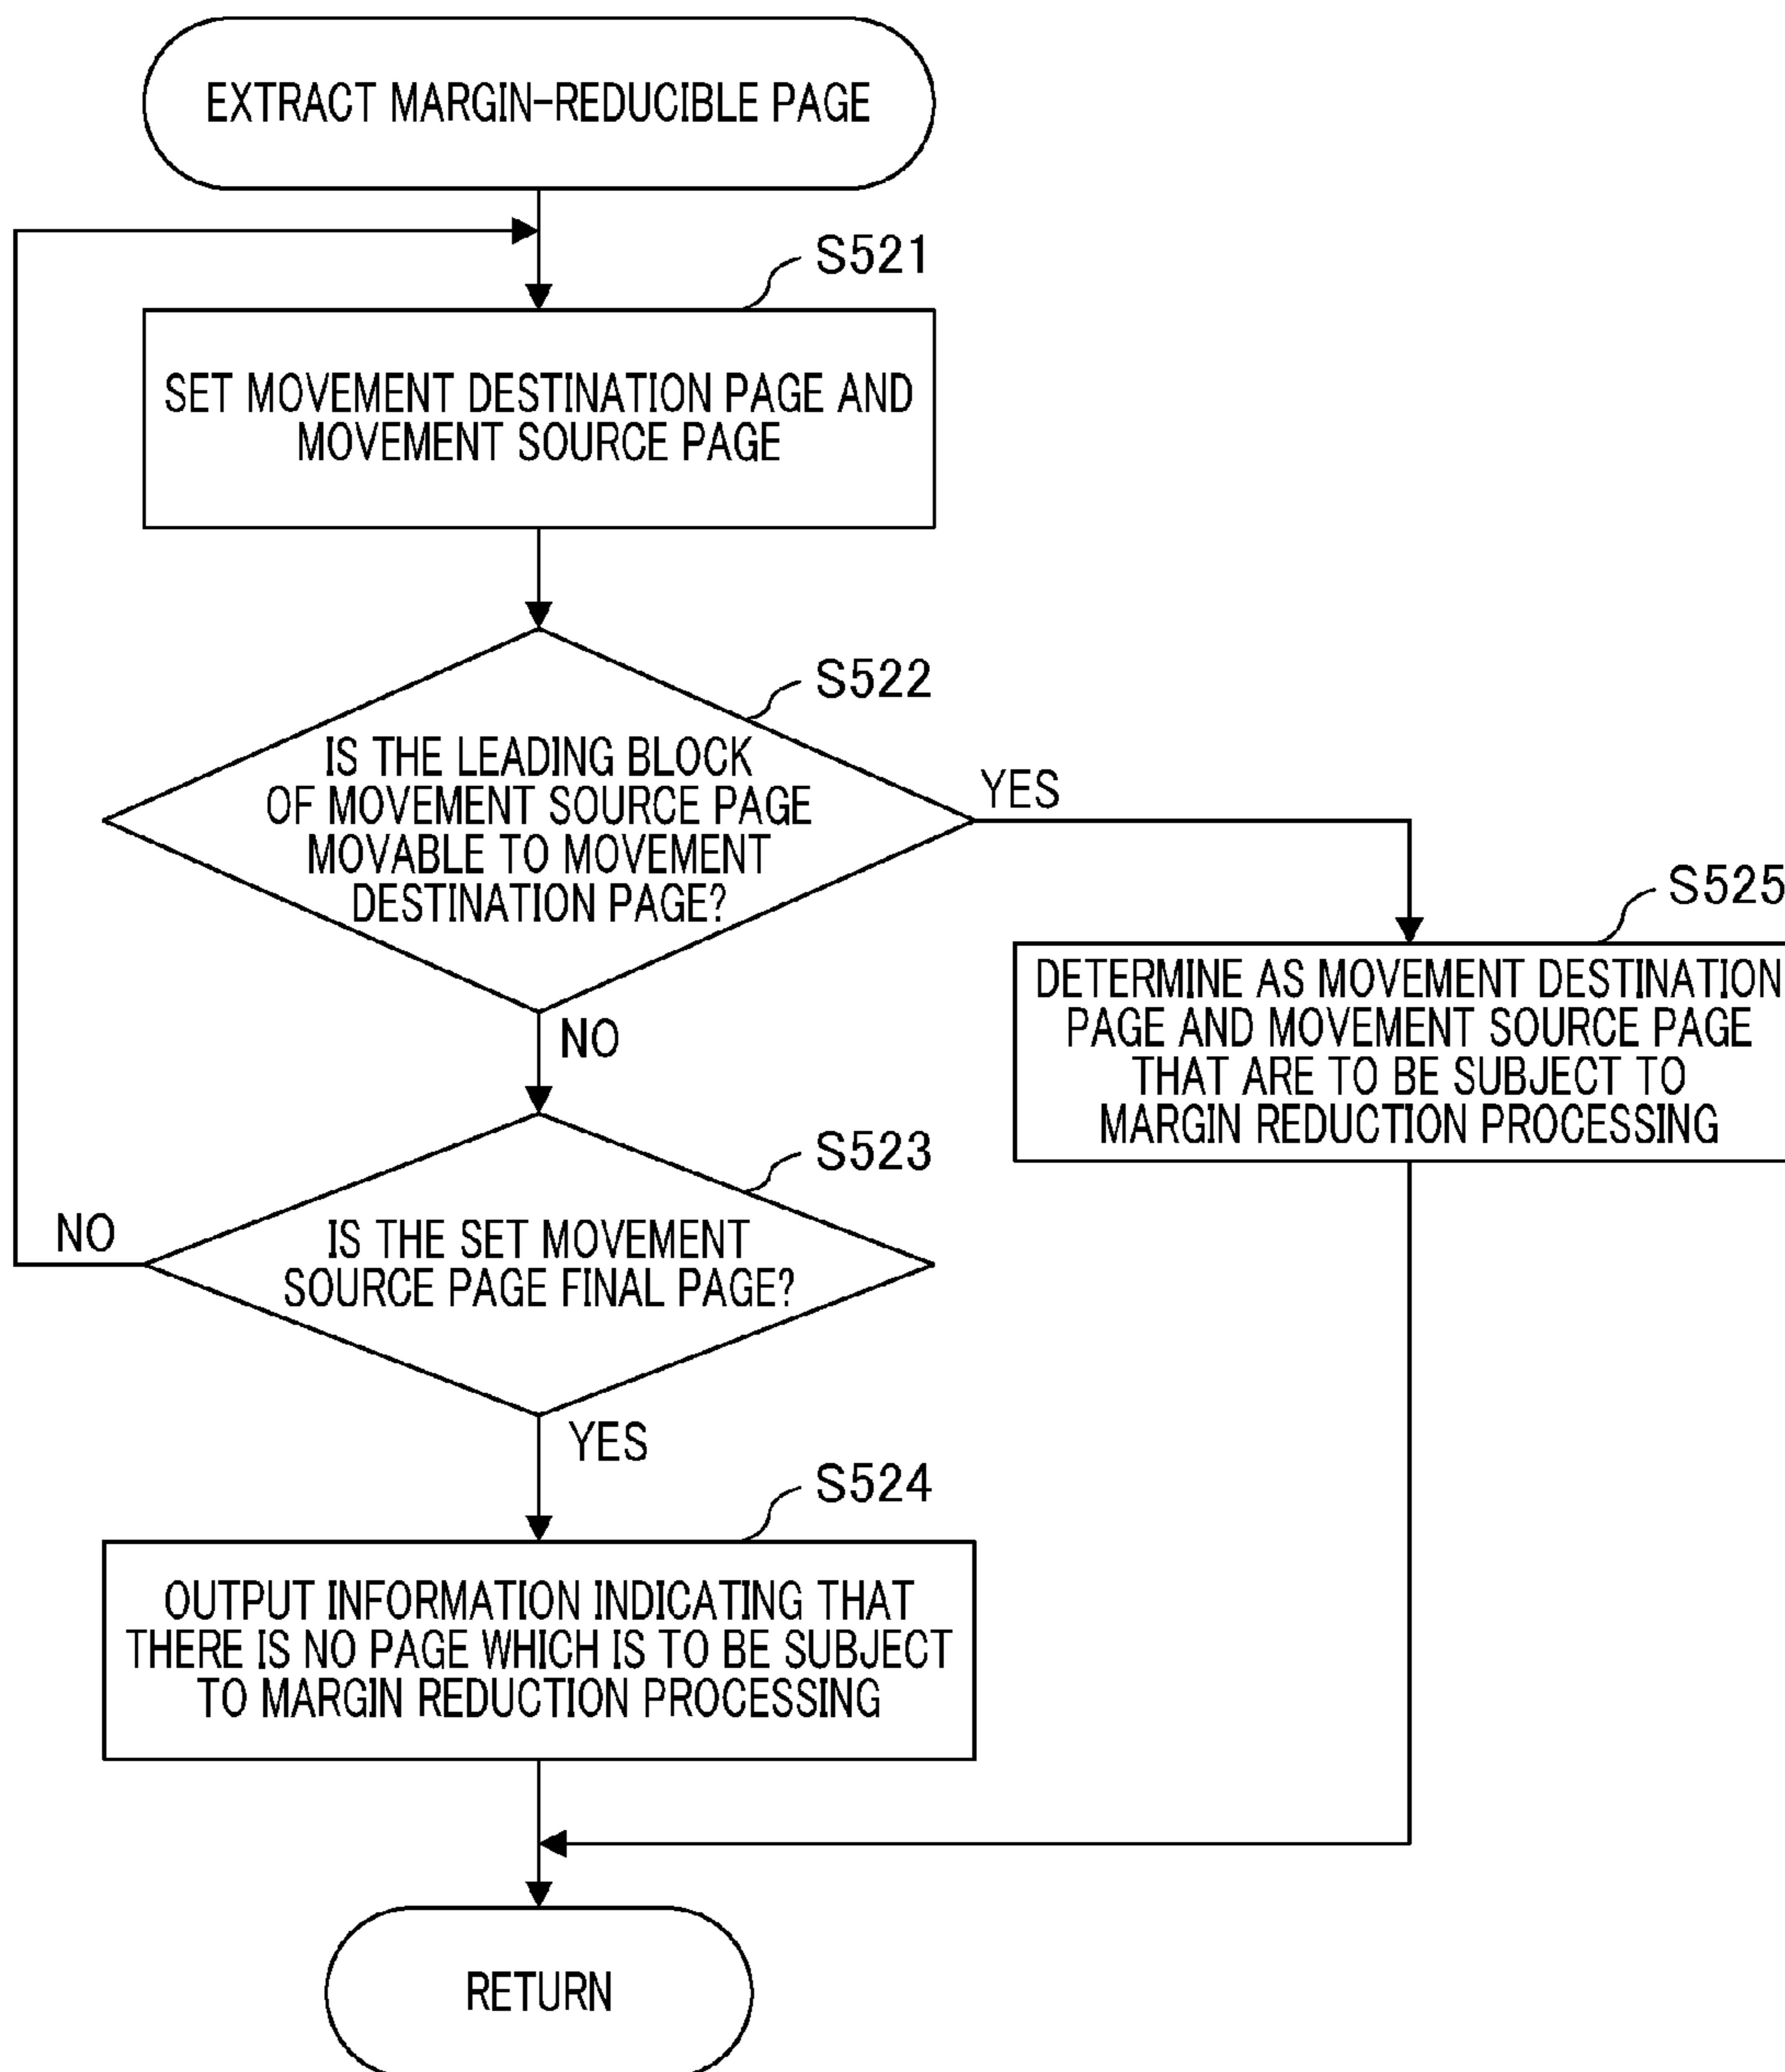 EXTRACT MARGIN-REDUCIBLE PAGE
S521
SET MOVEMENT DESTINATION PAGE AND
MOVEMENT SOURCE PAGE
S522
IS THE LEADING BLOCK
OF MOVEMENT SOURCE PAGE
MOVABLE TO MOVEMENT
DESTINATION PAGE?
YES
NO
S525
DETERMINE AS MOVEMENT DESTINATION
PAGE AND MOVEMENT SOURCE PAGE
THAT ARE TO BE SUBJECT TO
MARGIN REDUCTION PROCESSING
S523
IS THE SET MOVEMENT
SOURCE PAGE FINAL PAGE?
NO
YES
S524
OUTPUT INFORMATION INDICATING THAT
THERE IS NO PAGE WHICH IS TO BE SUBJECT
TO MARGIN REDUCTION PROCESSING
RETURN